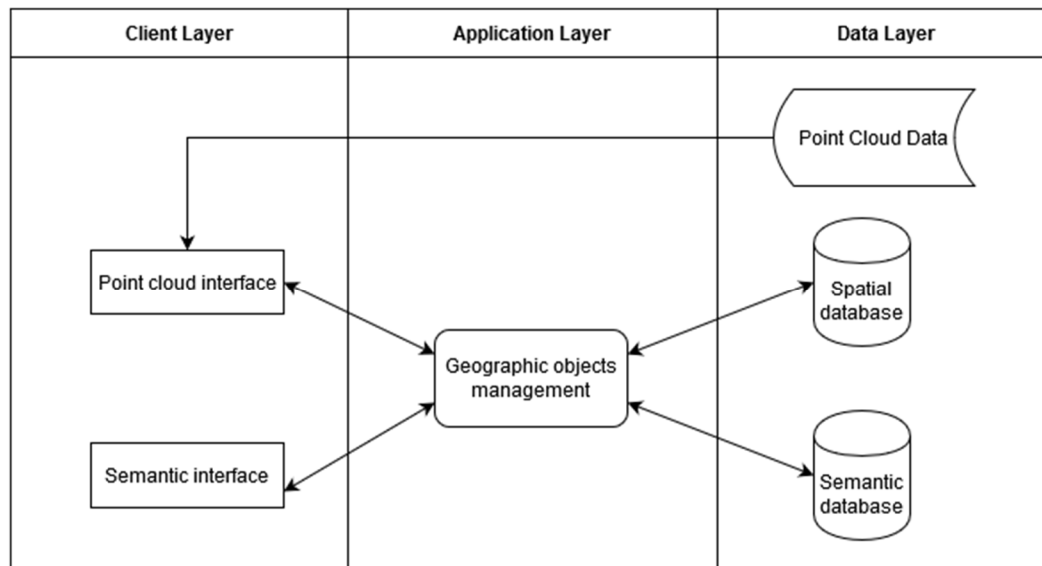 Client Layer
Application Layer
Data Layer
Point Cloud Data
Point cloud interface
Spatial
database
Geographic objects
management
Semantic interface
Semantic
database